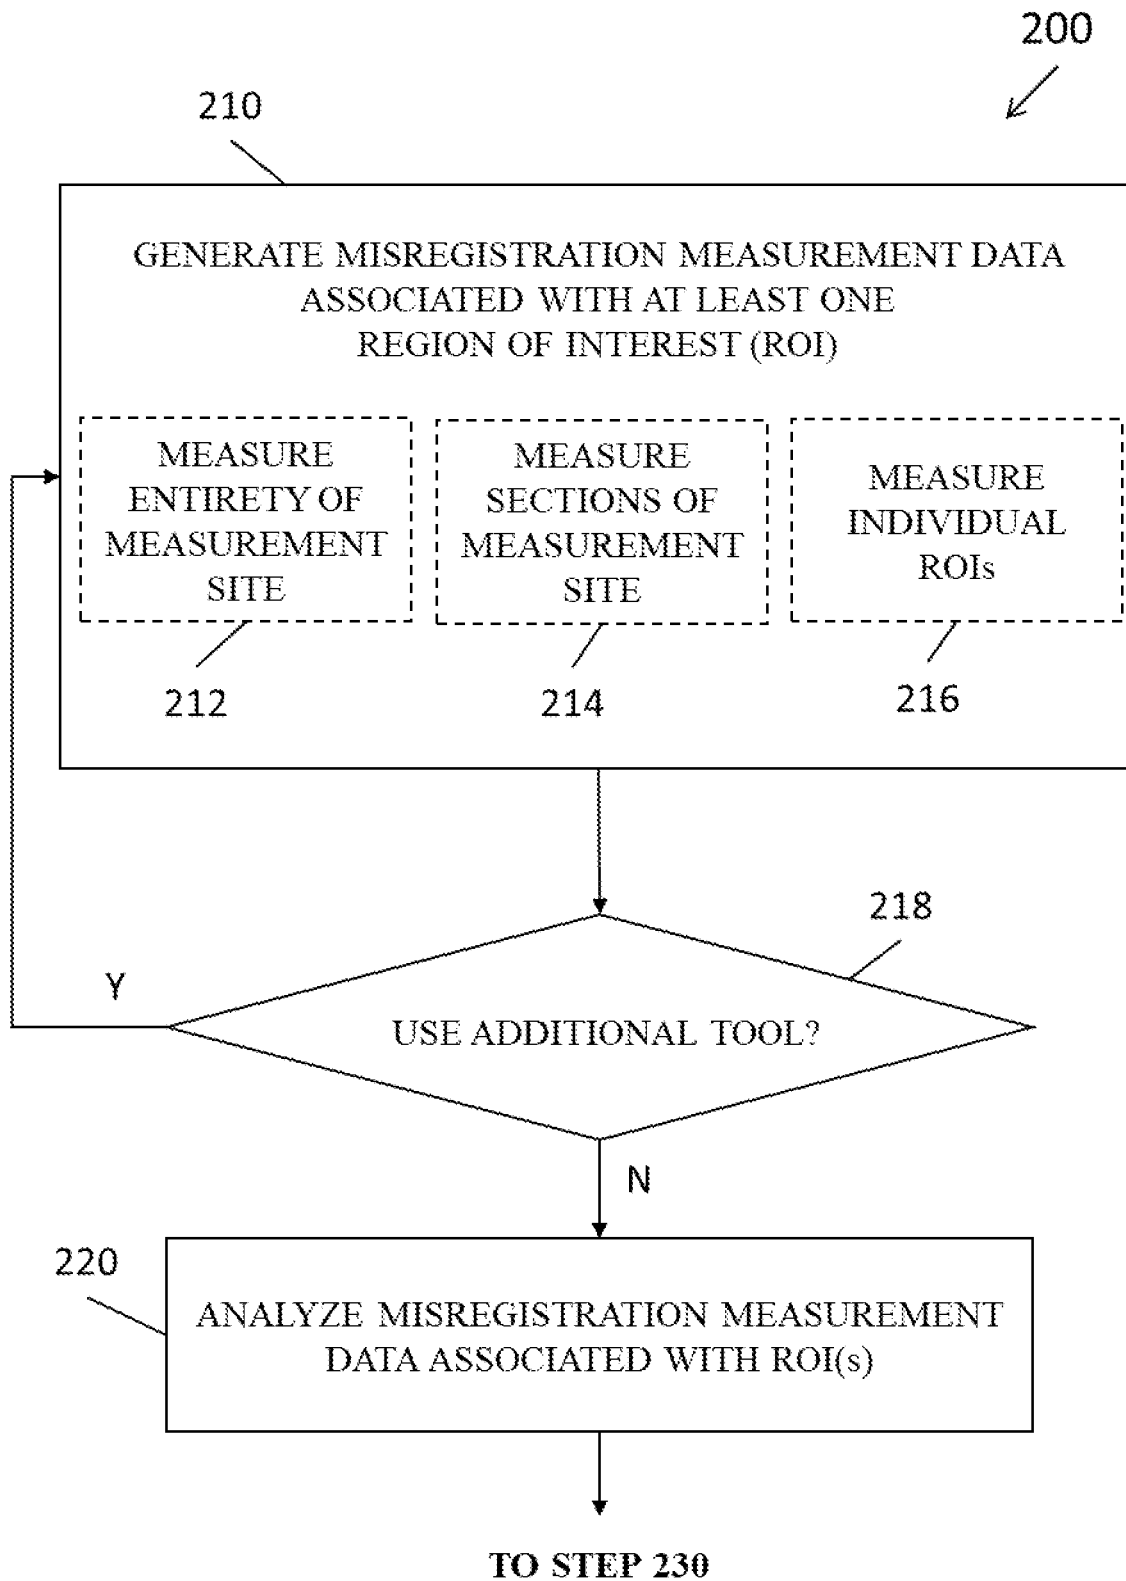 200
210
GENERATE MISREGISTRATION MEASUREMENT DATA
ASSOCIATED WITH AT LEAST ONE
REGION OF INTEREST (ROI)
MEASURE
ENTIRETY OF
MEASUREMENT
SITE
MEASURE
SECTIONS OF
MEASUREMENT
SITE
MEASURE
INDIVIDUAL
ROIs
212
214
216
218
Y
USE ADDITIONAL TOOL?
N
220
ANALYZE MISREGISTRATION MEASUREMENT
DATA ASSOCIATED WITH ROI(s)
TO STEP 230